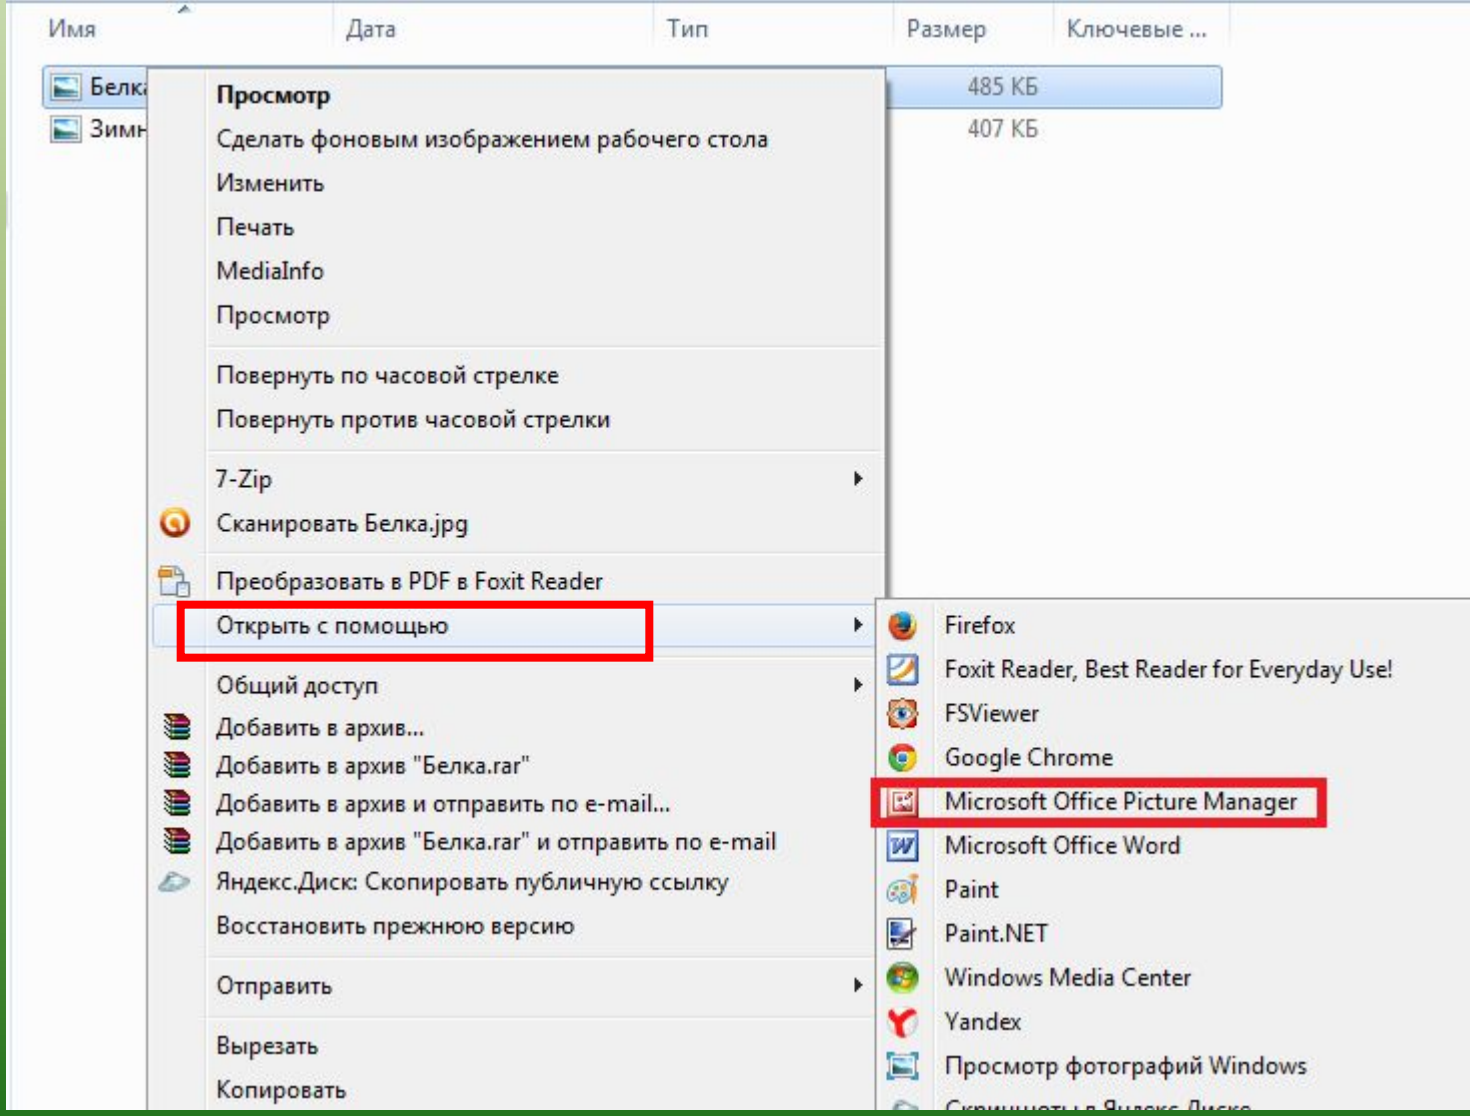 Имя Дата Тип Размер Ключевые ...
Белка 485 КБ
Зимн 407 КБ
Просмотр
Сделать фоновым изображением рабочего стола
Изменить
Печать
MediaInfo
Просмотр
Повернуть по часовой стрелке
Повернуть против часовой стрелки
7-Zip
Сканировать Белка.jpg
Преобразовать в PDF в Foxit Reader
Открыть с помощью
Общий доступ
Добавить в архив...
Добавить в архив "Белка.rar"
Добавить в архив и отправить по e-mail...
Добавить в архив "Белка.rar" и отправить по e-mail
Яндекс.Диск: Скопировать публичную ссылку
Восстановить прежнюю версию
Отправить
Вырезать
Копировать
Firefox
Foxit Reader, Best Reader for Everyday Use!
FSViewer
Google Chrome
Microsoft Office Picture Manager
Microsoft Office Word
Paint
Paint.NET
Windows Media Center
Yandex
Просмотр фотографий Windows
Скриншоты в Яндекс.Диске